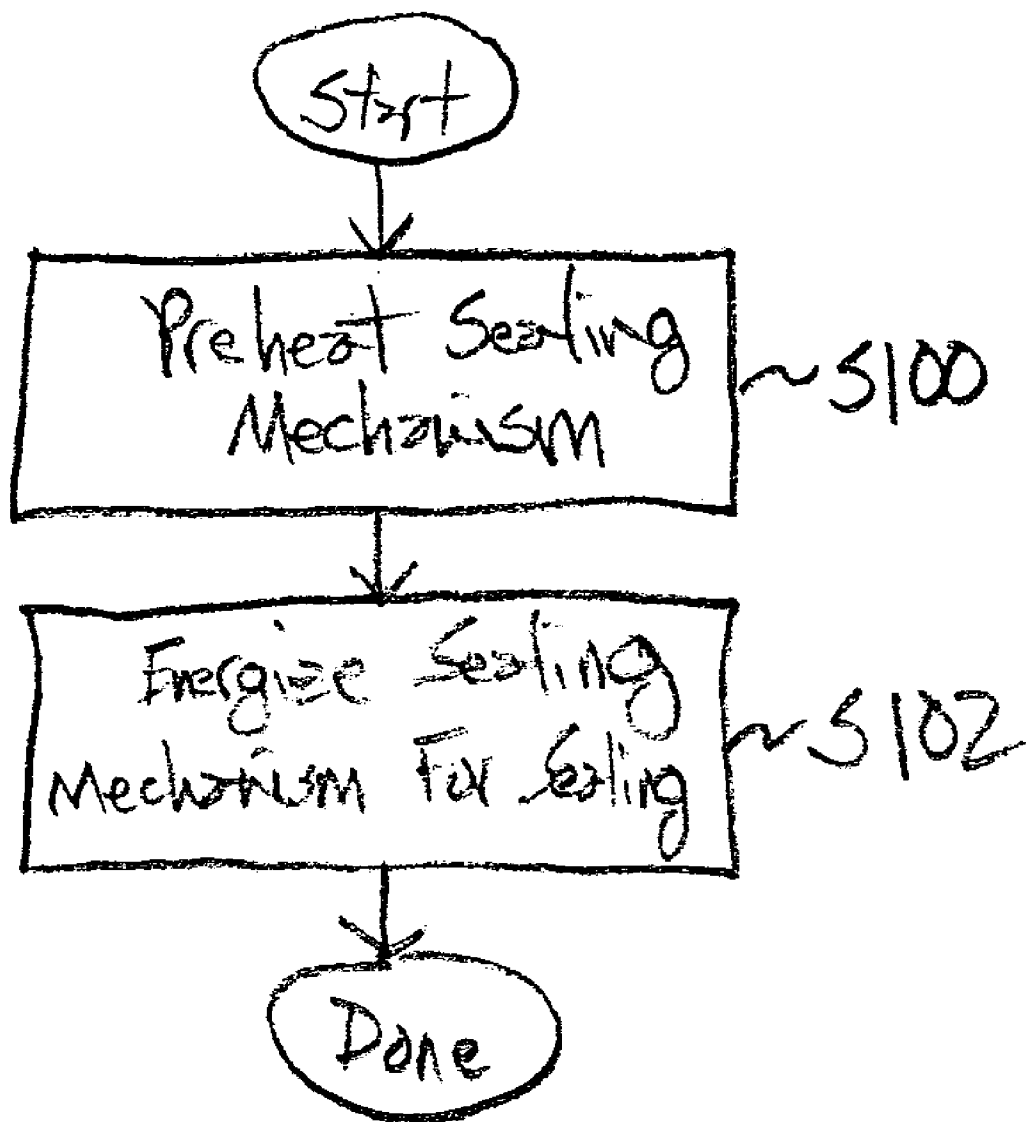 Start
Preheat Sealing
Mechanism
S100
Energize Sealing
Mechanism For Sealing
S102
Done